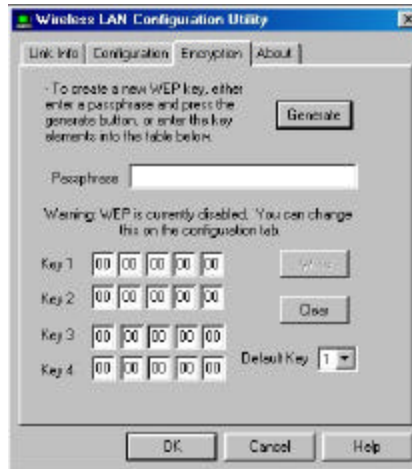 Wireless LAN Configuration Utility
Link Info Configuration Encryption About
- To create a new WEP key, either
enter a passphrase and press the
generate button, or enter the key
elements into the table below.
Generate
Passphrase
Warning: WEP is currently disabled. You can change
this on the configuration tab.
Key 1 00 00 00 00 00
Key 2 00 00 00 00 00
Clear
Key 3 00 00 00 00 00
Default Key 1
Key 4 00 00 00 00 00
OK Cancel Help